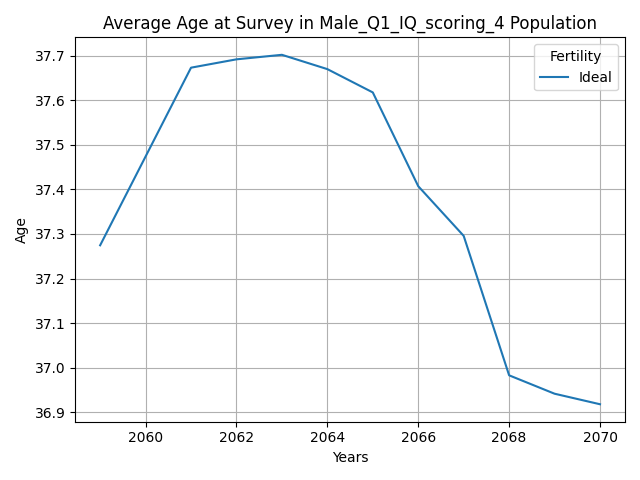 Average Age at Survey in Male_Q1_IQ_scoring_4 Population
Fertility
Ideal
37.7
37.6
37.5
37.4
37.3
37.2
37.1
37.0
36.9
Age
2060 2062 2064 2066 2068 2070
Years